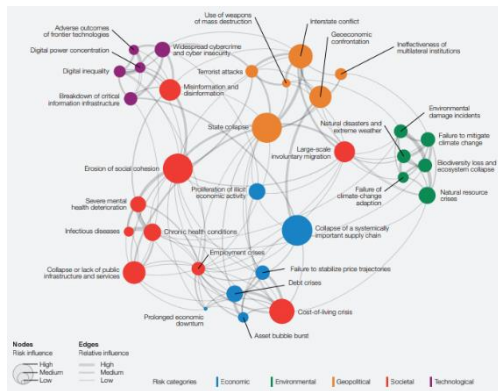 Adverse outcomes
of frontier technologies
Digital power concentration
Digital inequality
Breakdown of critical
information infrastructure
Widespread cybercrime
and cyber insecurity
Misinformation and
disinformation
Use of weapons
of mass destruction
Interstate conflict
Geoeconomic
confrontation
Ineffectiveness of
multilateral institutions
Terrorist attacks
State collapse
Large-scale
involuntary migration
Natural disasters and
extreme weather
Environmental
damage incidents
Failure to mitigate
climate change
Biodiversity loss and
ecosystem collapse
Failure of
climate-change
adaption
Natural resource
crises
Erosion of social cohesion
Proliferation of illicit
economic activity
Severe mental
health deterioration
Infectious diseases
Chronic health conditions
Collapse of a systemically
important supply chain
Employment crises
Collapse or lack of public
infrastructure and services
Failure to stabilize price trajectories
Debt crises
Prolonged economic
downturn
Cost-of-living crisis
Asset bubble burst
Nodes
Risk influence
High
Medium
Low
Edges
Relative influence
High
Medium
Low
Risk categories
Economic
Environmental
Geopolitical
Societal
Technological